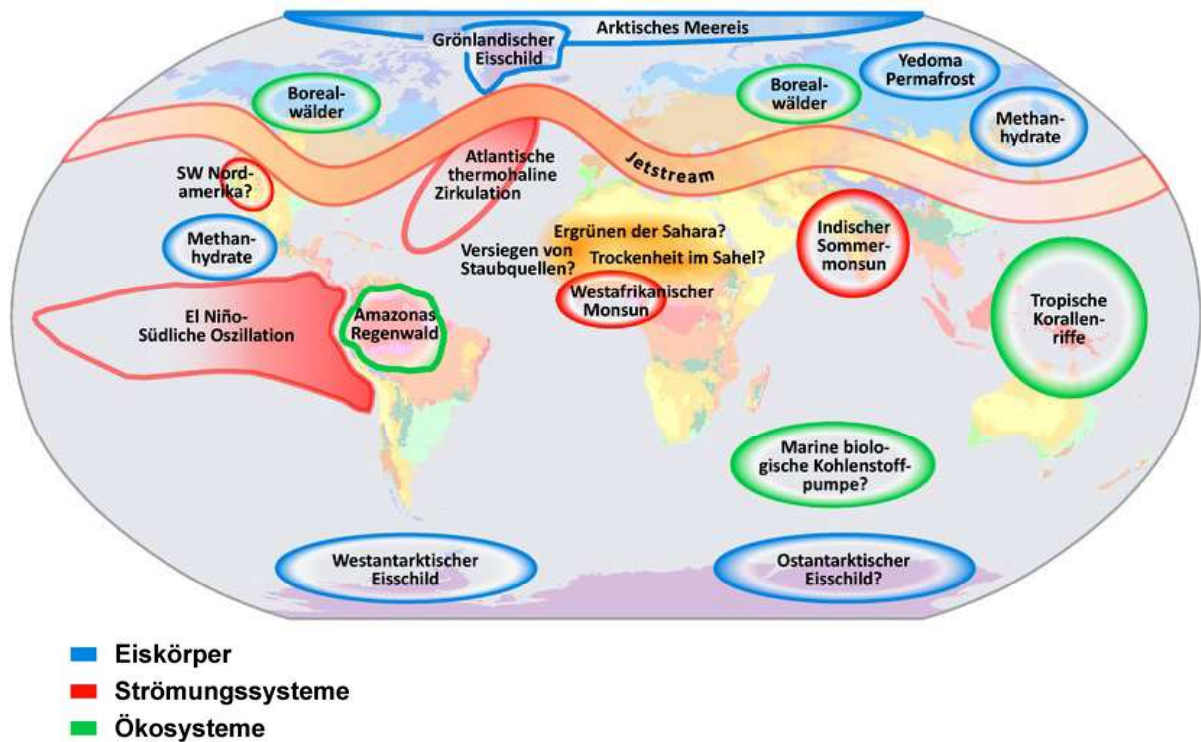 Arktisches Meereis
Grönlandischer
Eisschild
Yedoma
Permafrost
Boreal-
wälder
Boreal-
wälder
Methan-
hydrate
Jetstream
Atlantische
thermohaline
Zirkulation
SW Nord-
amerika?
Methan-
hydrate
Ergrünen der Sahara?
Versiegen von
Staubquellen?
Trockenheit im Sahel?
Westafrikanischer
Monsun
Indischer
Sommer-
monsun
Tropische
Korallen-
riffe
El Niño-
Südliche Oszillation
Amazonas
Regenwald
Marine biolo-
gische Kohlenstoff-
pumpe?
Westantarktischer
Eisschild
Ostantarktischer
Eisschild?
Eiskörper
Strömungssysteme
Ökosysteme